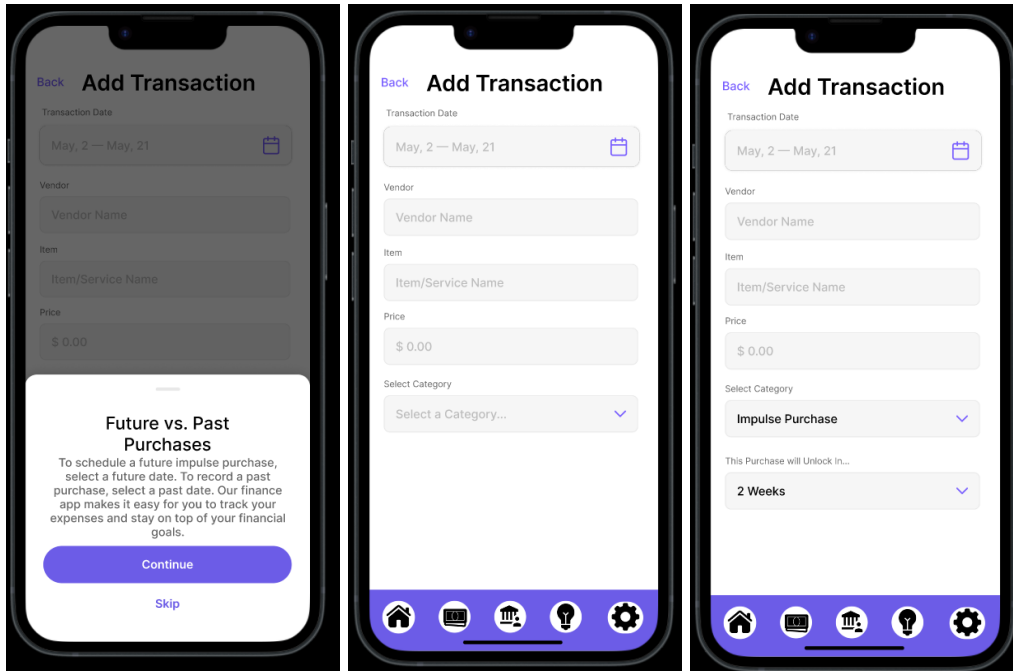 Back
Add Transaction
Transaction Date
May, 2 — May, 21
Vendor
Vendor Name
Item
Item/Service Name
Price
$ 0.00
Future vs. Past
Purchases
To schedule a future impulse purchase,
select a future date. To record a past
purchase, select a past date. Our finance
app makes it easy for you to track your
expenses and stay on top of your financial
goals.
Continue
Skip
Back
Add Transaction
Transaction Date
May, 2 — May, 21
Vendor
Vendor Name
Item
Item/Service Name
Price
$ 0.00
Select Category
Select a Category...
Back
Add Transaction
Transaction Date
May, 2 — May, 21
Vendor
Vendor Name
Item
Item/Service Name
Price
$ 0.00
Select Category
Impulse Purchase
This Purchase will Unlock In...
2 Weeks